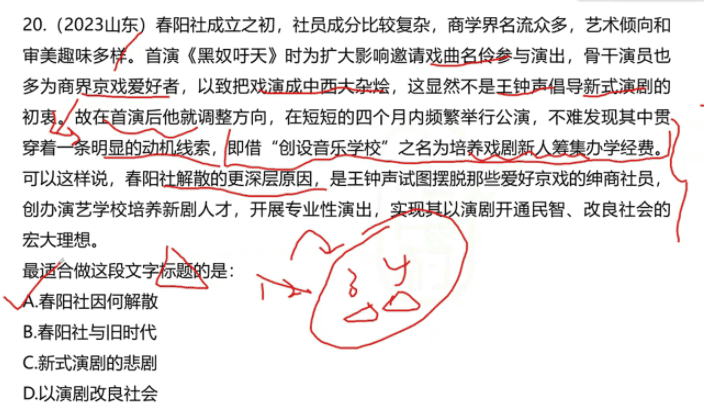 20.（2023山东）春阳社成立之初，社员成分比较复杂，商学界名流众多，艺术倾向和
审美趣味多样。首演《黑奴吁天》时为扩大影响邀请戏曲名伶参与演出，骨干演员也
多为商界京戏爱好者，以致把戏演成中西大杂烩，这显然不是王钟声倡导新式演剧的
初衷。故在首演后他就调整方向，在短短的四个月内频繁举行公演，不难发现其中贯
穿着一条明显的动机线索，即借“创设音乐学校”之名为培养戏剧新人筹集办学经费。
可以这样说，春阳社解散的更深层原因，是王钟声试图摆脱那些爱好京戏的绅商社员，
创办演艺学校培养新剧人才，开展专业性演出，实现其以演剧开通民智、改良社会的
宏大理想。
最适合做这段文字标题的是：
A.春阳社因何解散
B.春阳社与旧时代
C.新式演剧的悲剧
D.以演剧改良社会